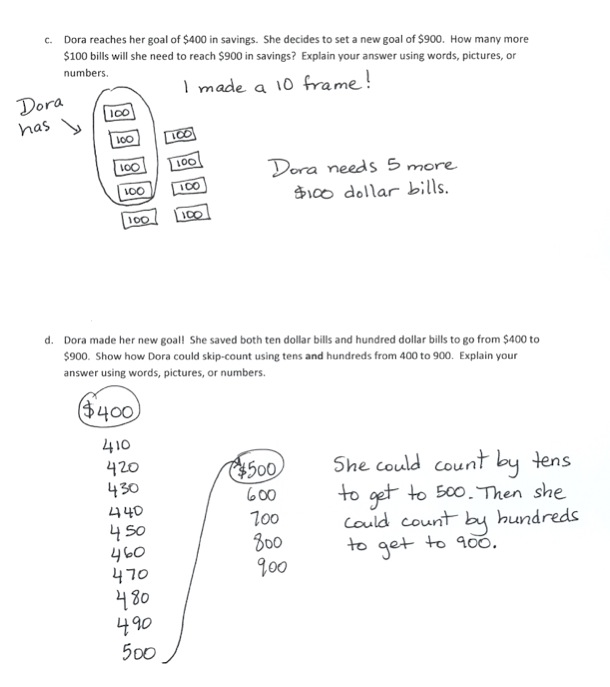 c. Dora reaches her goal of $400 in savings. She decides to set a new goal of $900. How many more
$100 bills will she need to reach $900 in savings? Explain your answer using words, pictures, or
numbers.
I made a 10 frame!
Dora
has
100
100
100
100
100
100
100
100
100
Dora needs 5 more
$100 dollar bills.
d. Dora made her new goal! She saved both ten dollar bills and hundred dollar bills to go from $400 to
$900. Show how Dora could skip-count using tens and hundreds from 400 to 900. Explain your
answer using words, pictures, or numbers.
$400
410
420
430
440
450
460
470
480
490
500
$500
600
700
800
900
She could count by tens
to get to 500. Then she
could count by hundreds
to get to 900.